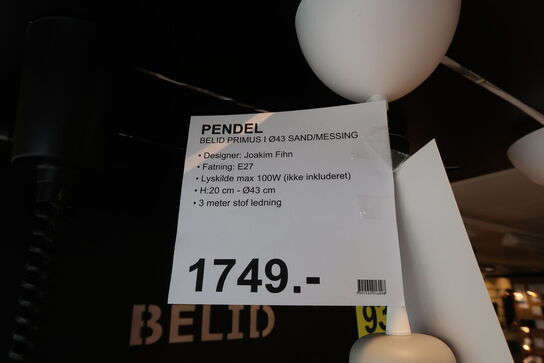 PENDEL
BELID PRIMUS I Ø43 SAND/MESSING
• Designer: Joakim Fihn
• Fatning: E27
• Lyskilde max 100W (ikke inkluderet)
• H:20 cm - Ø43 cm
• 3 meter stof ledning
1749.-
BELID
93